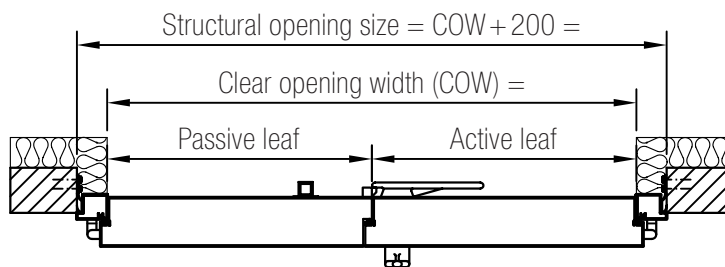 Structural opening size = COW + 200 =
Clear opening width (COW) =
Passive leaf Active leaf